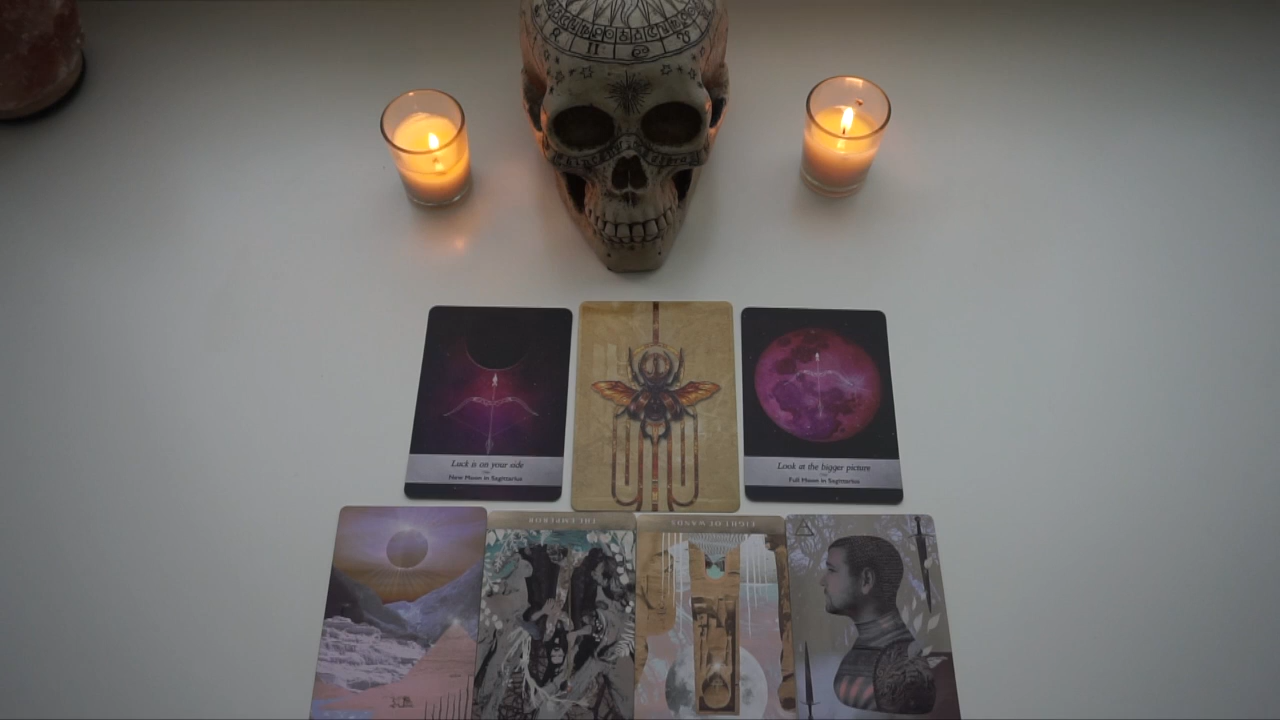 Luck is on your side
New Moon in Sagittarius
Look at the bigger picture
Full Moon in Sagittarius
THE EMPEROR
EIGHT OF WANDS